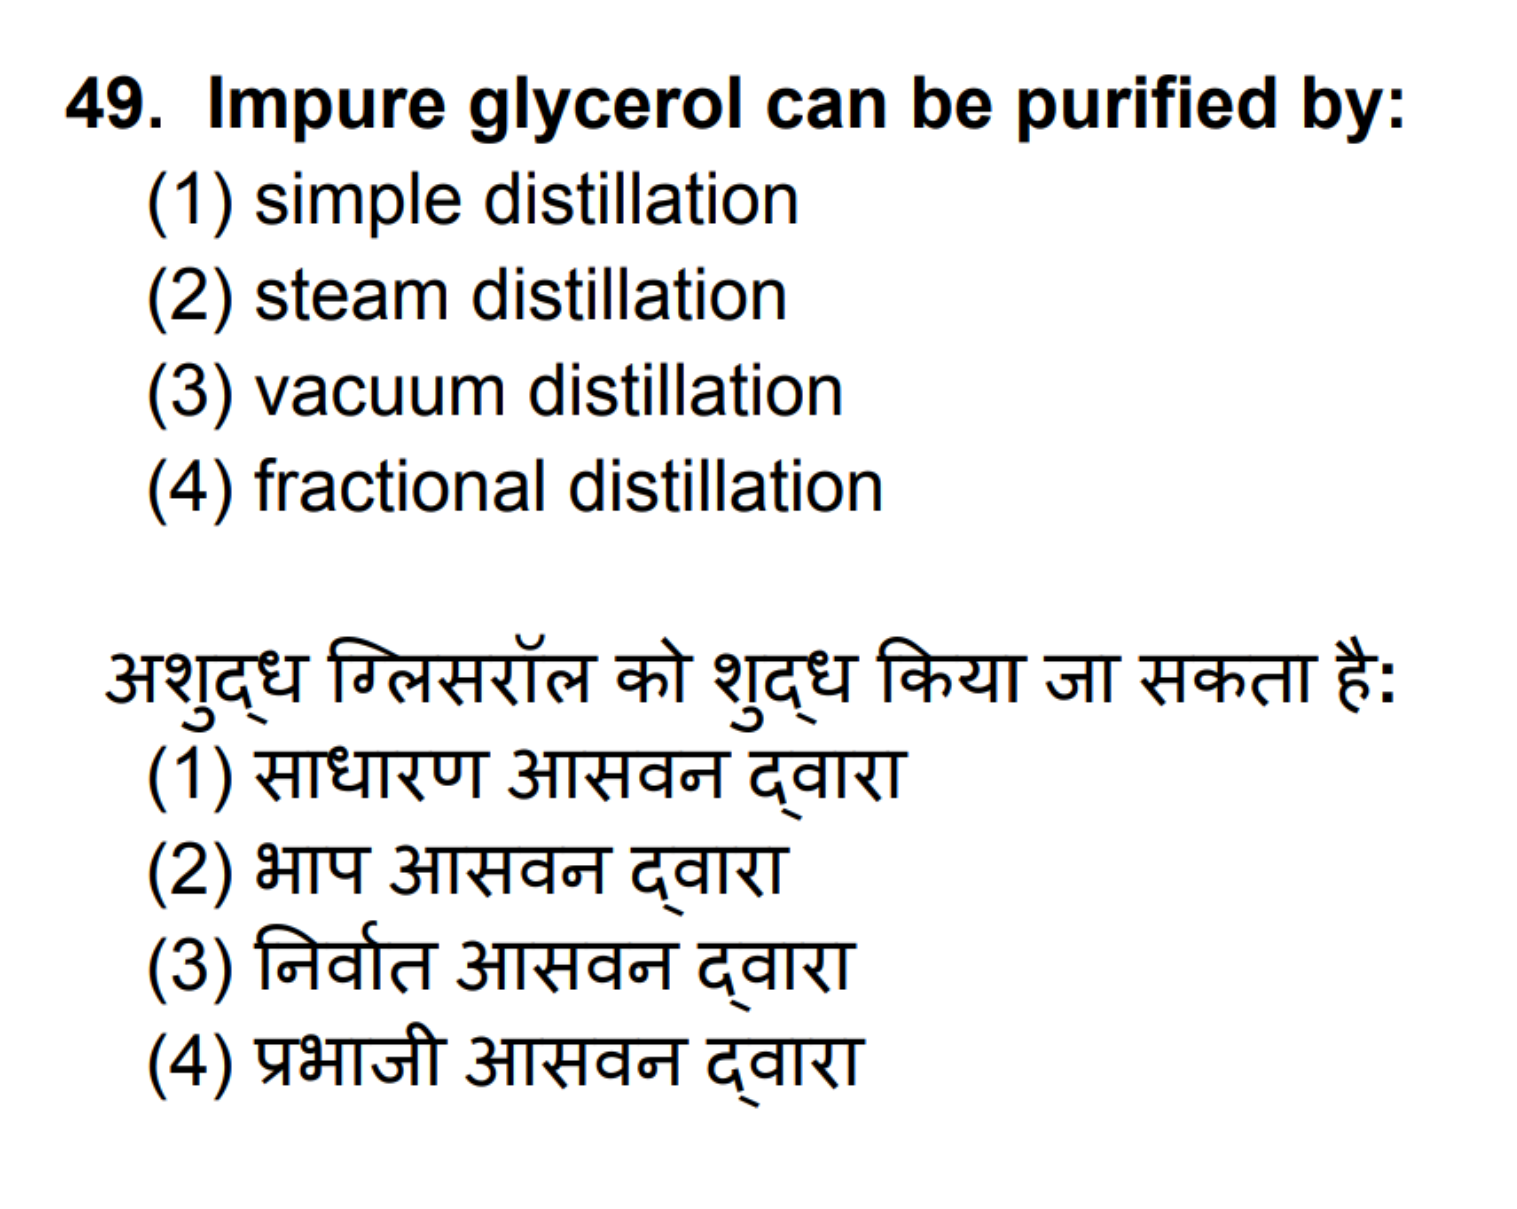 49. Impure glycerol can be purified by:
(1) simple distillation
(2) steam distillation
(3) vacuum distillation
(4) fractional distillation
अशुद्ध ग्लिसरॉल को शुद्ध किया जा सकता है:
(1) साधारण आसवन द्वारा
(2) भाप आसवन द्वारा
(3) निर्वात आसवन द्वारा
(4) प्रभाजी आसवन द्वारा